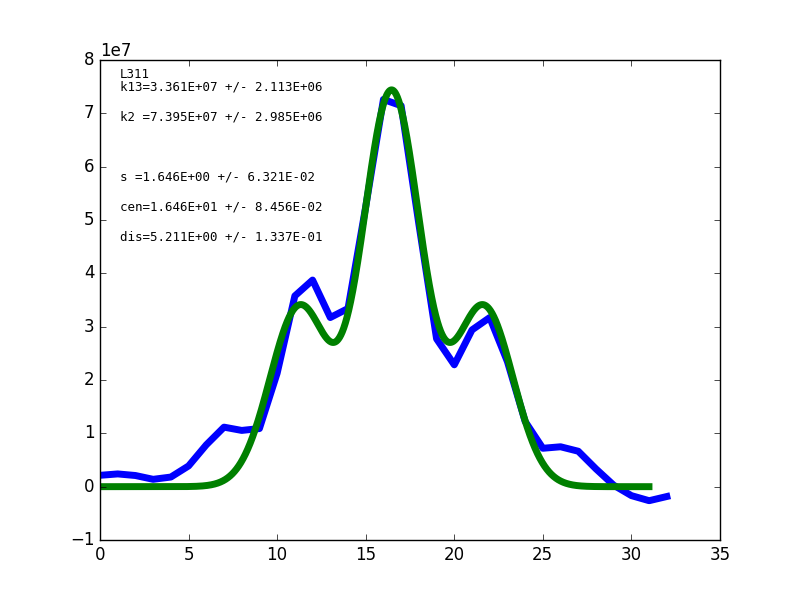 1e7
8
7
6
5
4
3
2
1
0
−1
L311
k13=3.361E+07 +/- 2.113E+06
k2 =7.395E+07 +/- 2.985E+06
s =1.646E+00 +/- 6.321E-02
cen=1.646E+01 +/- 8.456E-02
dis=5.211E+00 +/- 1.337E-01
0 5 10 15 20 25 30 35